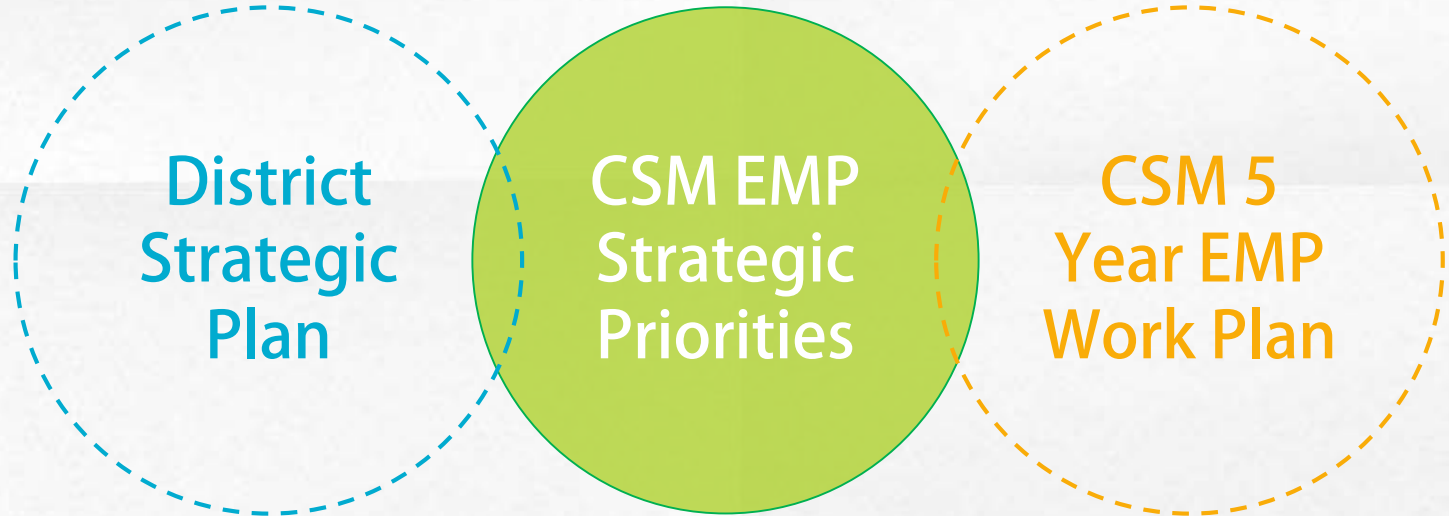 District
Strategic
Plan
CSM EMP
Strategic
Priorities
CSM 5
Year EMP
Work Plan